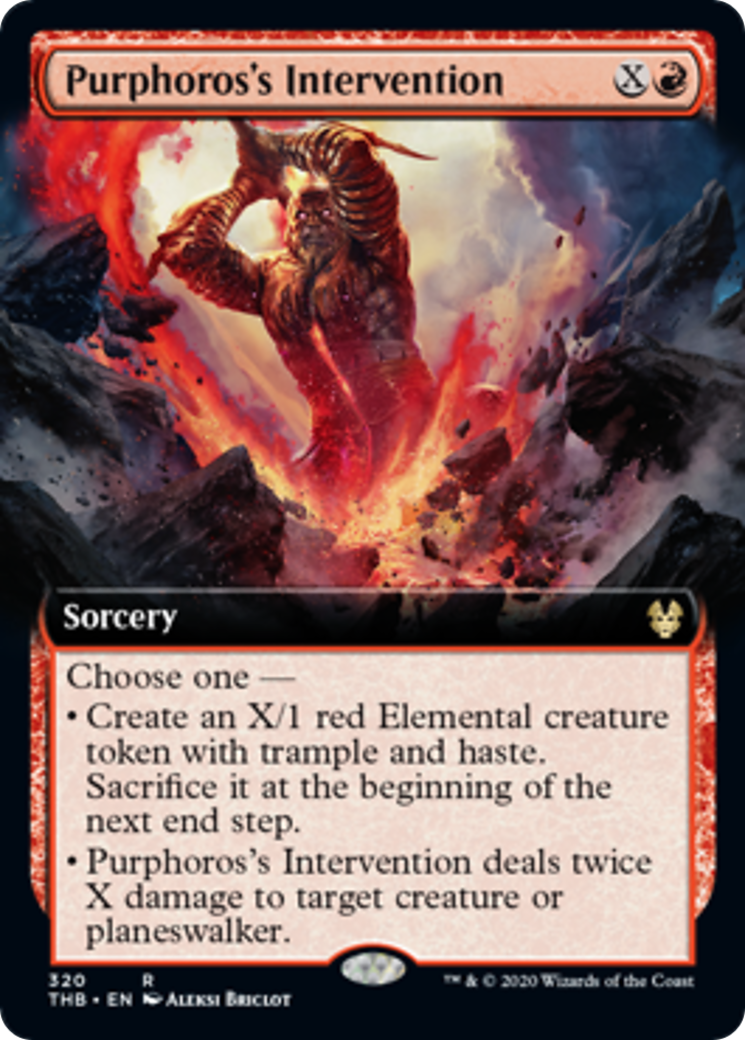 Purphoros's Intervention X
Sorcery
Choose one —
• Create an X/1 red Elemental creature
token with trample and haste.
Sacrifice it at the beginning of the
next end step.
• Purphoros's Intervention deals twice
X damage to target creature or
planeswalker.
320 R
™ & © 2020 Wizards of the Coast
THB • EN Aleksi Briclot